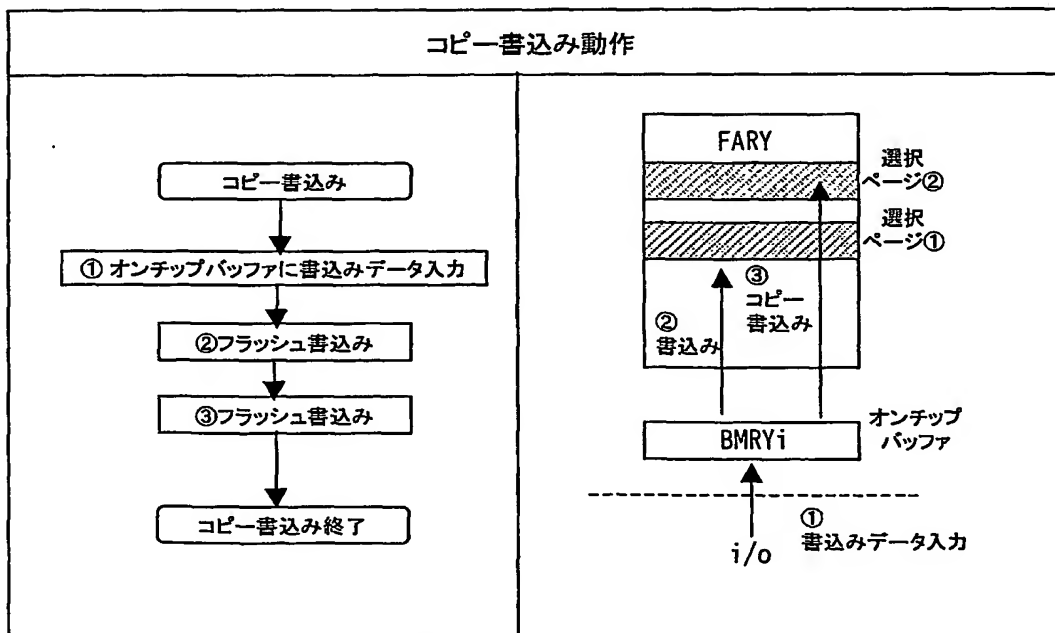 コピー書込み動作
コピー書込み
① オンチップバッファに書込みデータ入力
②フラッシュ書込み
③フラッシュ書込み
コピー書込み終了
FARY
選択
ページ②
選択
ページ①
③
コピー
書込み
②
書込み
BMRYi
オンチップ
バッファ
①
書込みデータ入力
i/o